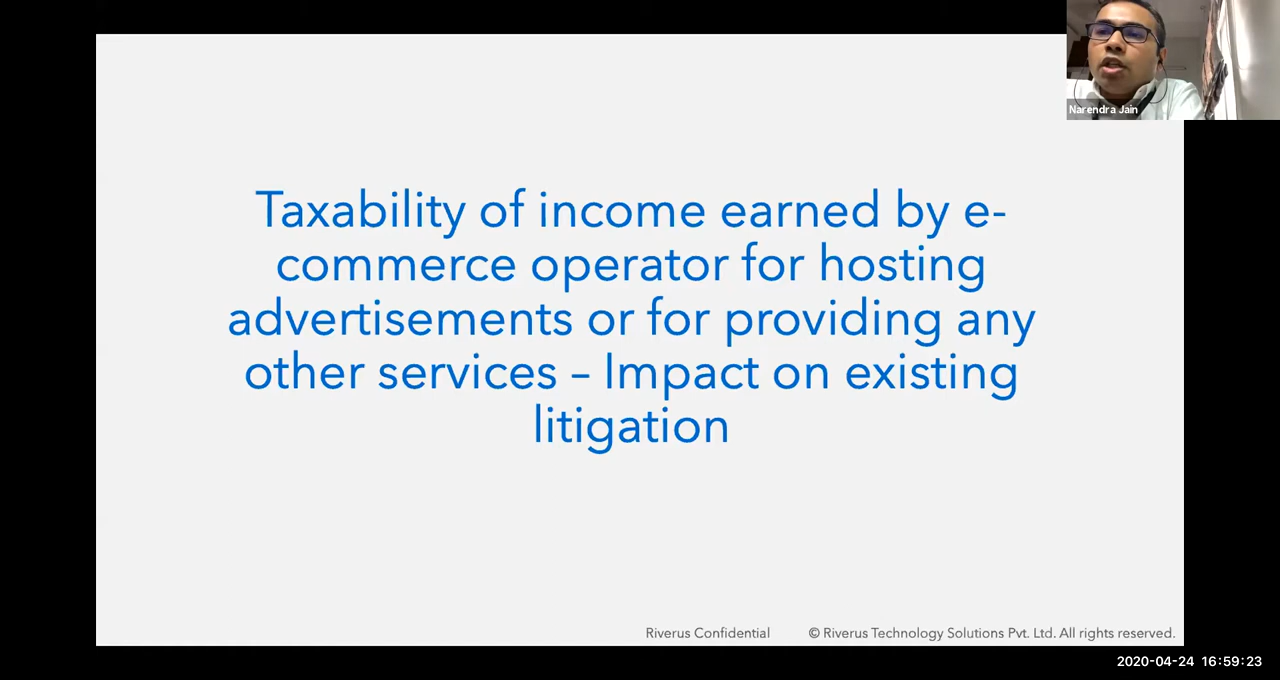 Narendra Jain
Taxability of income earned by e-
commerce operator for hosting
advertisements or for providing any
other services – Impact on existing
litigation
Riverus Confidential © Riverus Technology Solutions Pvt. Ltd. All rights reserved.
2020-04-24 16:59:23